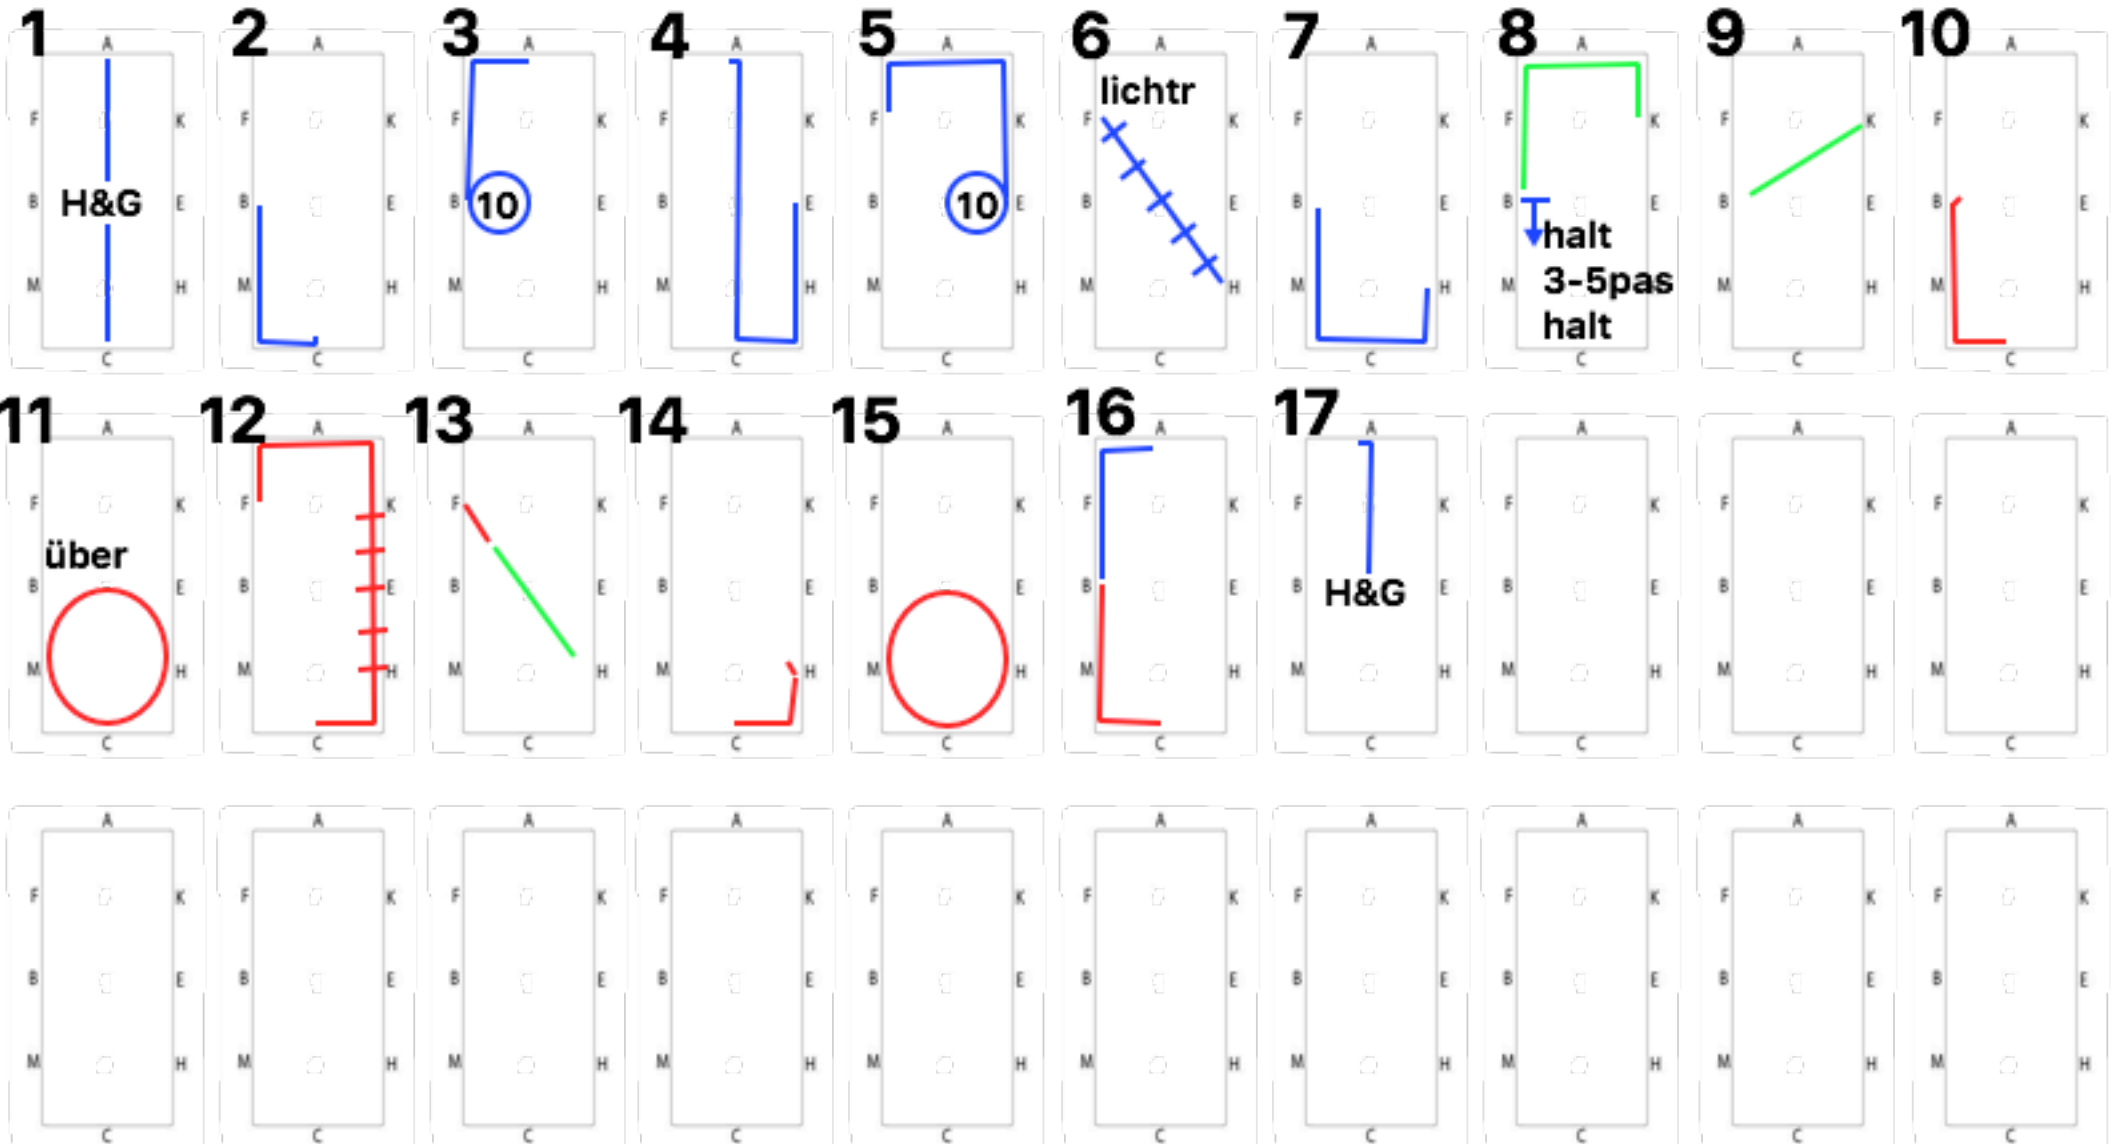 1 2 3 4 5 6 7 8 9 10
A A A A A A A A A A
lichtr
F K F K F K F K F K F K F K F K F K F K
H&G
10
10
B E B E B E B E B E B E B E B E B E B E
halt
M H M H M H M H M H M H M H M H M H
3-5pas
halt
C C C C C C C C C C
11 12 13 14 15 16 17
A A A A A A A A A A
F K F K F K F K F K F K F K F K F K F K
über
B E B E B E B E B E B E B E B E B E B E
H&G
M H M H M H M H M H M H M H M H M H M H
C C C C C C C C C C
A A A A A A A A A A
F K F K F K F K F K F K F K F K F K F K
B E B E B E B E B E B E B E B E B E B E
M H M H M H M H M H M H M H M H M H M H
C C C C C C C C C C